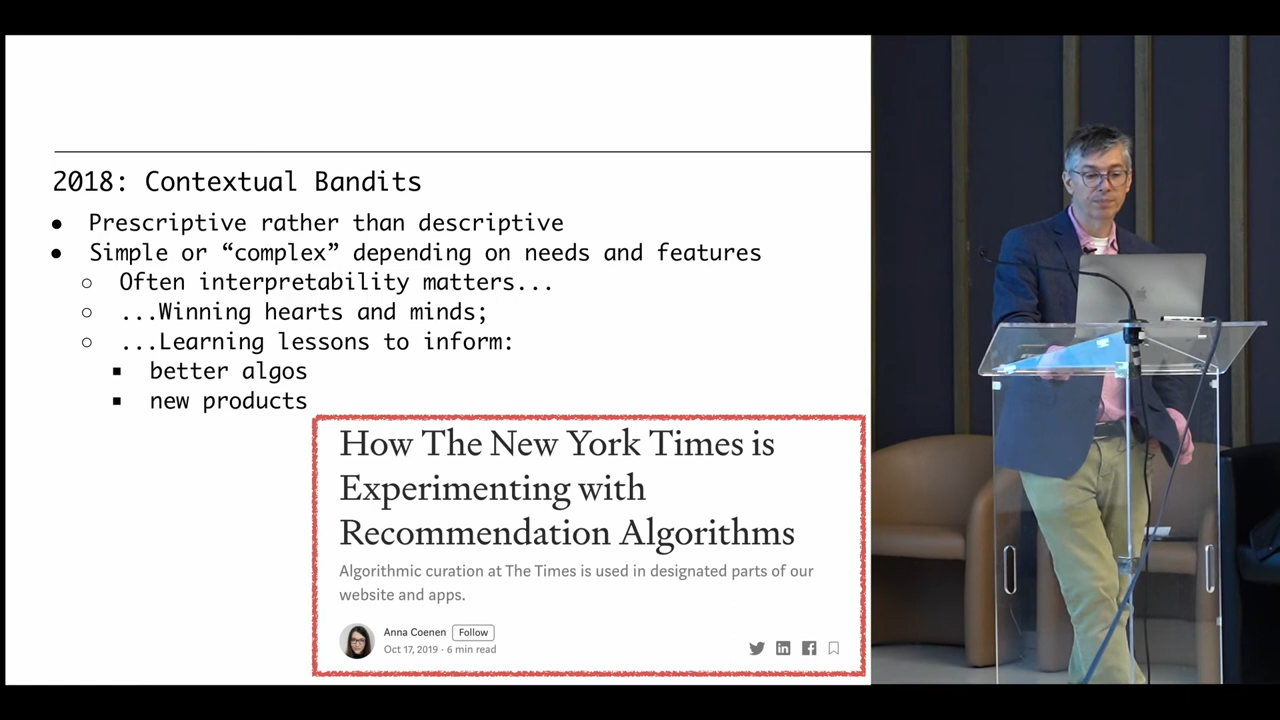 2018: Contextual Bandits
● Prescriptive rather than descriptive
● Simple or “complex” depending on needs and features
○ Often interpretability matters...
○ ...Winning hearts and minds;
○ ...Learning lessons to inform:
■ better algos
■ new products
How The New York Times is
Experimenting with
Recommendation Algorithms
Algorithmic curation at The Times is used in designated parts of our
website and apps.
Anna Coenen Follow
Oct 17, 2019 · 6 min read